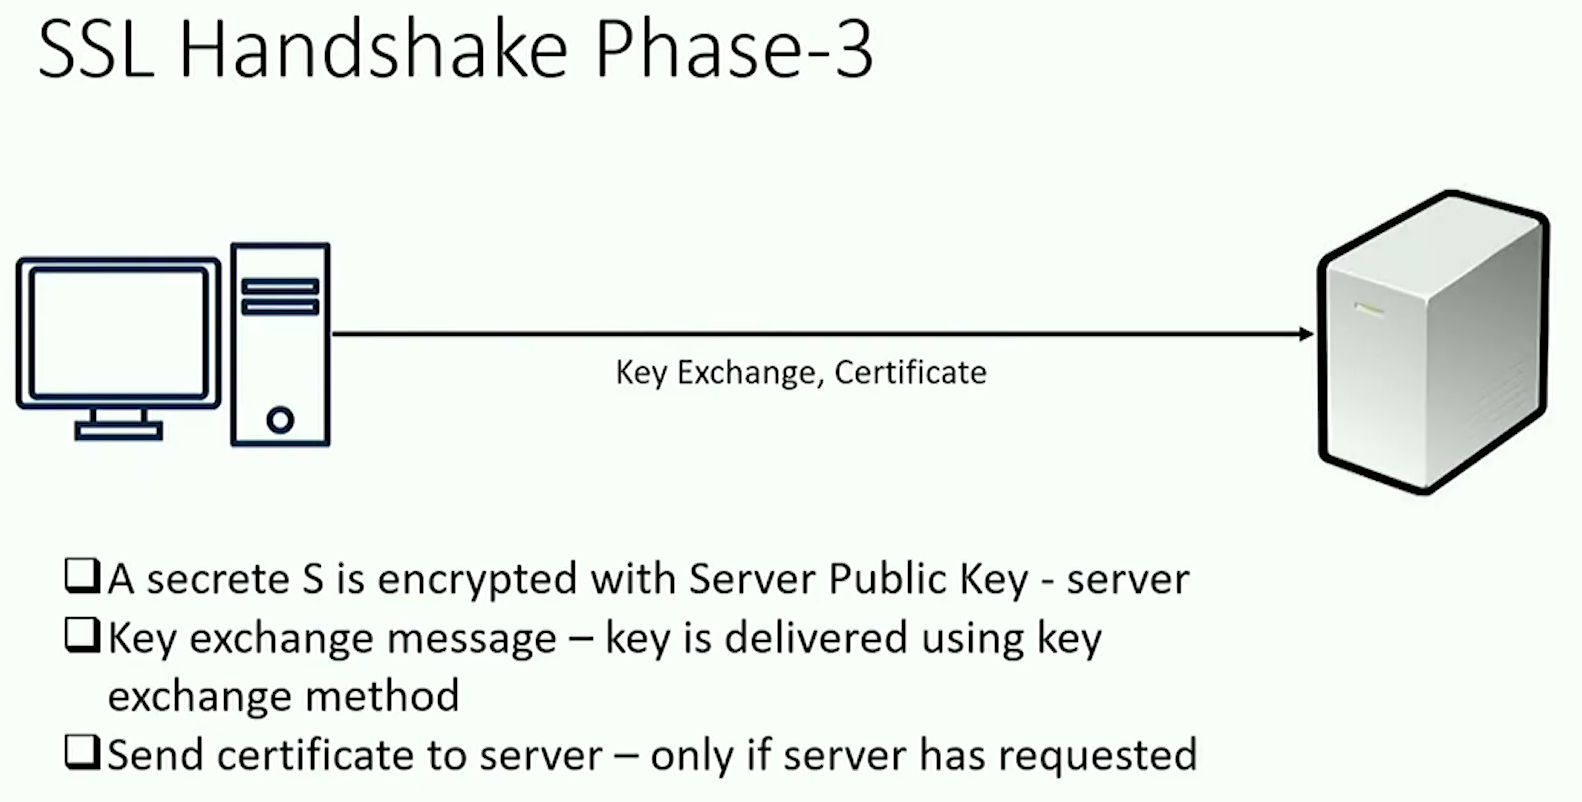 SSL Handshake Phase-3
Key Exchange, Certificate
❑A secrete S is encrypted with Server Public Key - server
❑Key exchange message – key is delivered using key
exchange method
❑Send certificate to server – only if server has requested